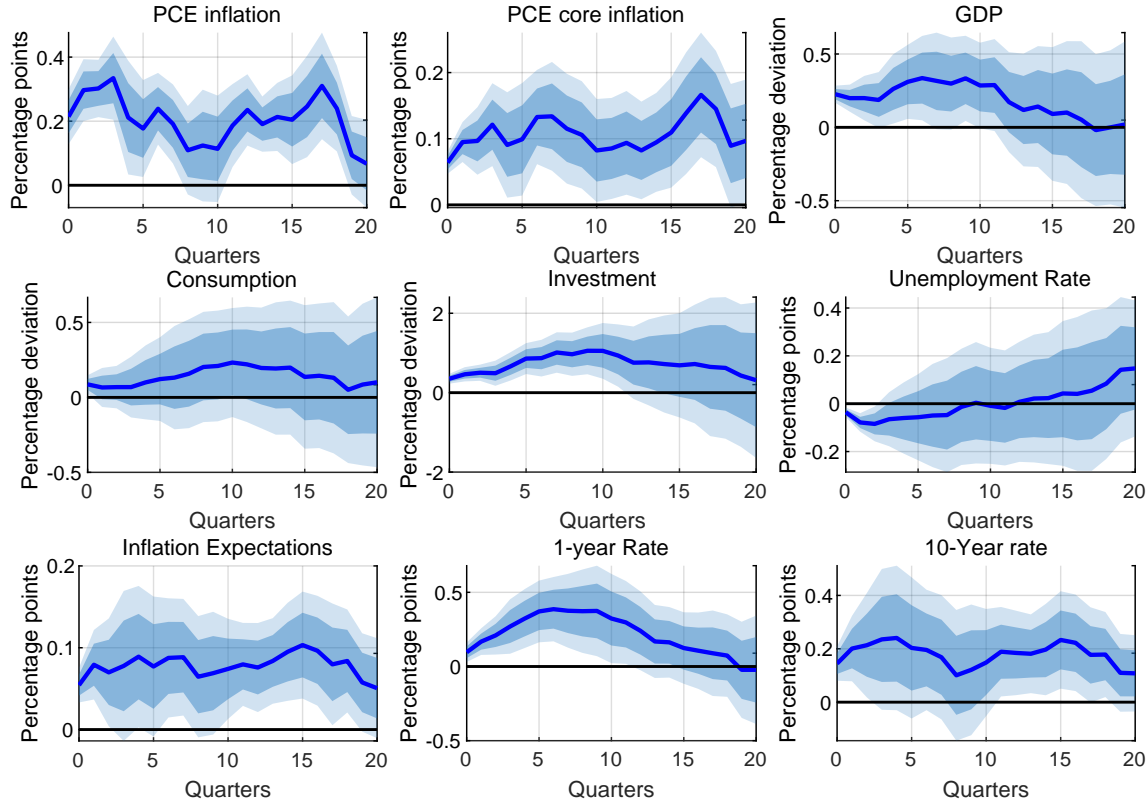 PCE inflation
Percentage points
0.4
0.2
0
0 5 10 15 20
Quarters
PCE core inflation
Percentage points
0.2
0.1
0
0 5 10 15 20
Quarters
GDP
Percentage deviation
0.5
0
-0.5
0 5 10 15 20
Quarters
Consumption
Percentage deviation
0.5
0
-0.5
0 5 10 15 20
Quarters
Investment
Percentage deviation
2
0
-2
0 5 10 15 20
Quarters
Unemployment Rate
Percentage points
0.4
0.2
0
-0.2
0 5 10 15 20
Quarters
Inflation Expectations
Percentage points
0.2
0.1
0
0 5 10 15 20
Quarters
1-year Rate
Percentage points
0.5
0
-0.5
0 5 10 15 20
Quarters
10-Year rate
Percentage points
0.4
0.2
0
0 5 10 15 20
Quarters